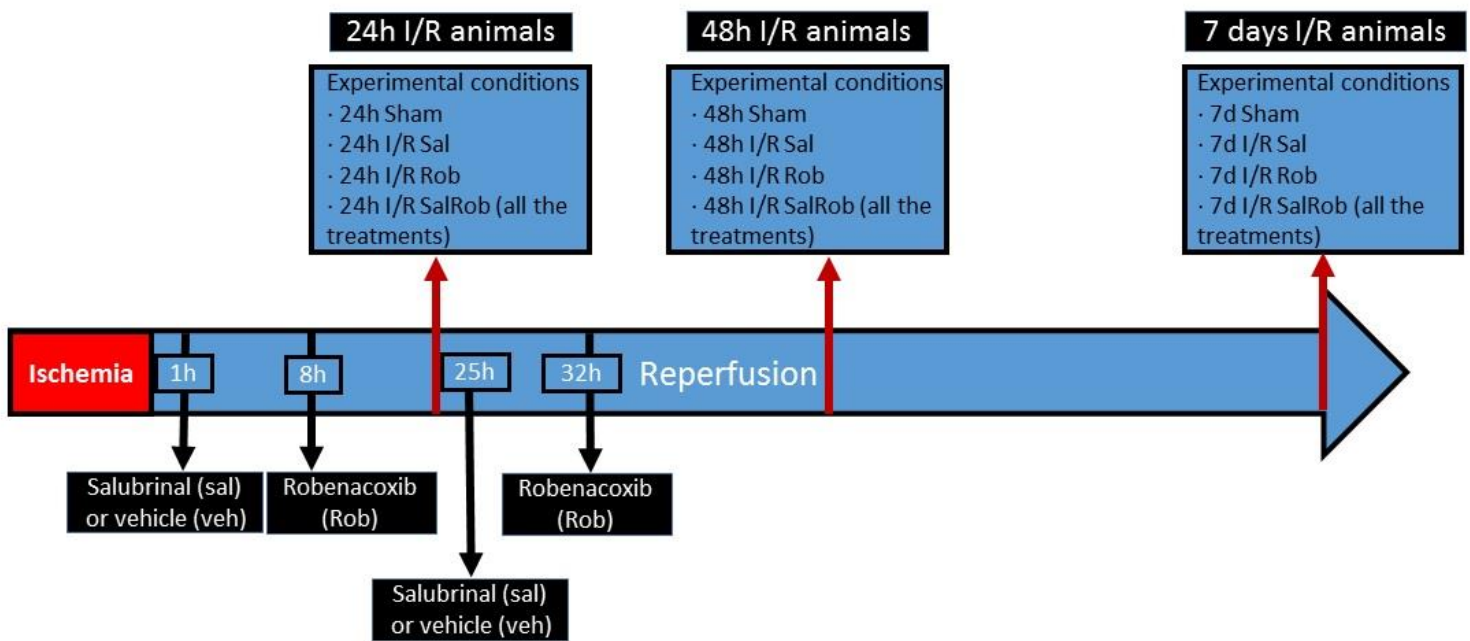 24h I/R animals
Experimental conditions
· 24h Sham
· 24h I/R Sal
· 24h I/R Rob
· 24h I/R SalRob (all the
treatments)
48h I/R animals
Experimental conditions
· 48h Sham
· 48h I/R Sal
· 48h I/R Rob
· 48h I/R SalRob (all the
treatments)
7 days I/R animals
Experimental conditions
· 7d Sham
· 7d I/R Sal
· 7d I/R Rob
· 7d I/R SalRob (all the
treatments)
Ischemia
1h
8h
25h
32h
Reperfusion
Salubrinal (sal)
or vehicle (veh)
Robenacoxib
(Rob)
Robenacoxib
(Rob)
Salubrinal (sal)
or vehicle (veh)